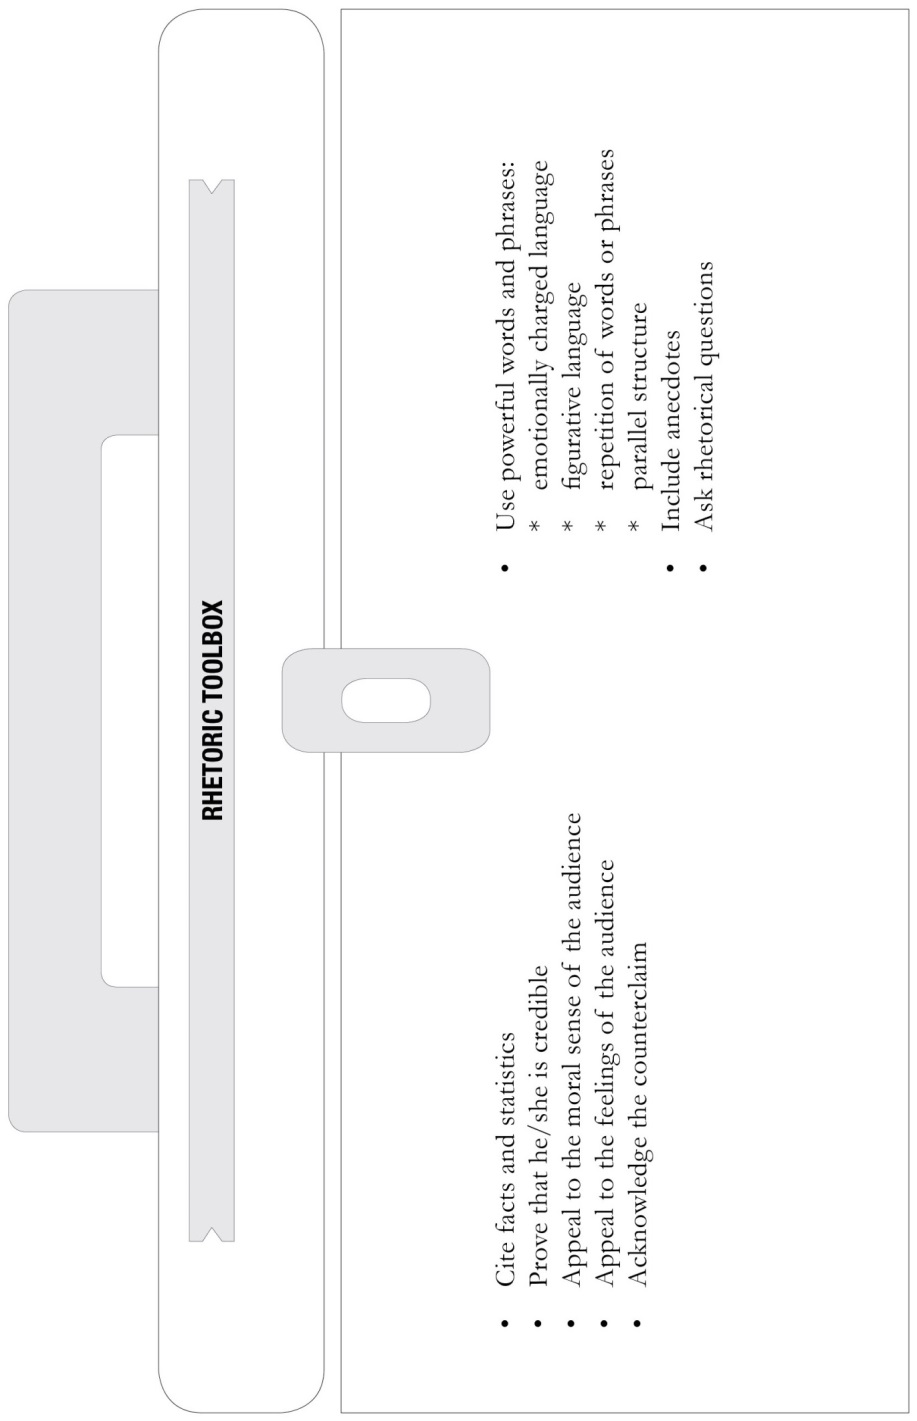 RHETORIC TOOLBOX
• Cite facts and statistics
• Prove that he/she is credible
• Appeal to the moral sense of the audience
• Appeal to the feelings of the audience
• Acknowledge the counterclaim
• Use powerful words and phrases:
* emotionally charged language
* figurative language
* repetition of words or phrases
* parallel structure
• Include anecdotes
• Ask rhetorical questions